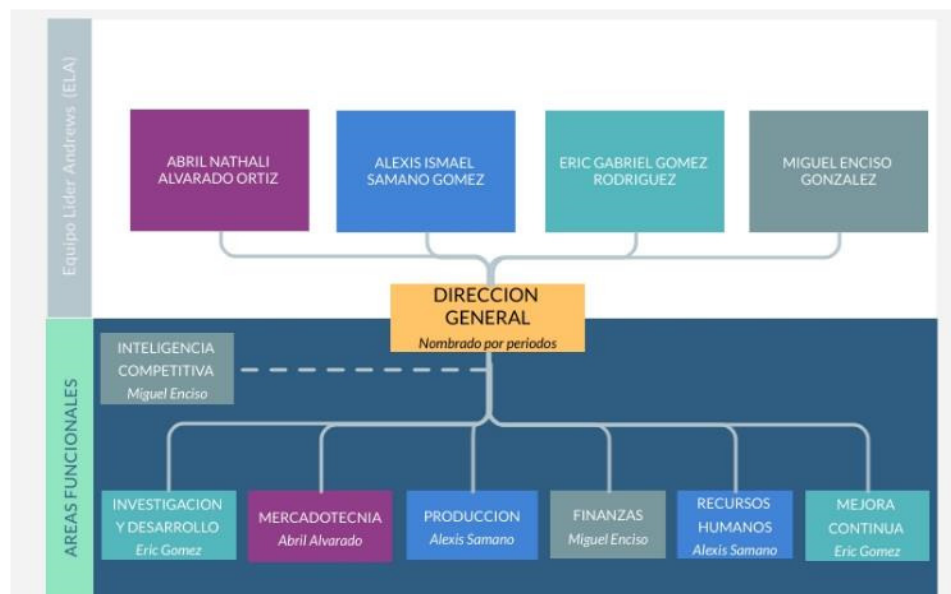 Equipo Lider Andrews (ELA)
ABRIL NATHALI
ALVARADO ORTIZ
ALEXIS ISMAEL
SAMANO GOMEZ
ERIC GABRIEL GOMEZ
RODRIGUEZ
MIGUEL ENCISO
GONZALEZ
DIRECCION
GENERAL
Nombrado por periodos
AREAS FUNCIONALES
INTELIGENCIA
COMPETITIVA
Miguel Enciso
INVESTIGACION
Y DESARROLLO
Eric Gomez
MERCADOTECNIA
Abril Alvarado
PRODUCCION
Alexis Samano
FINANZAS
Miguel Enciso
RECURSOS
HUMANOS
Alexis Samano
MEJORA
CONTINUA
Eric Gomez